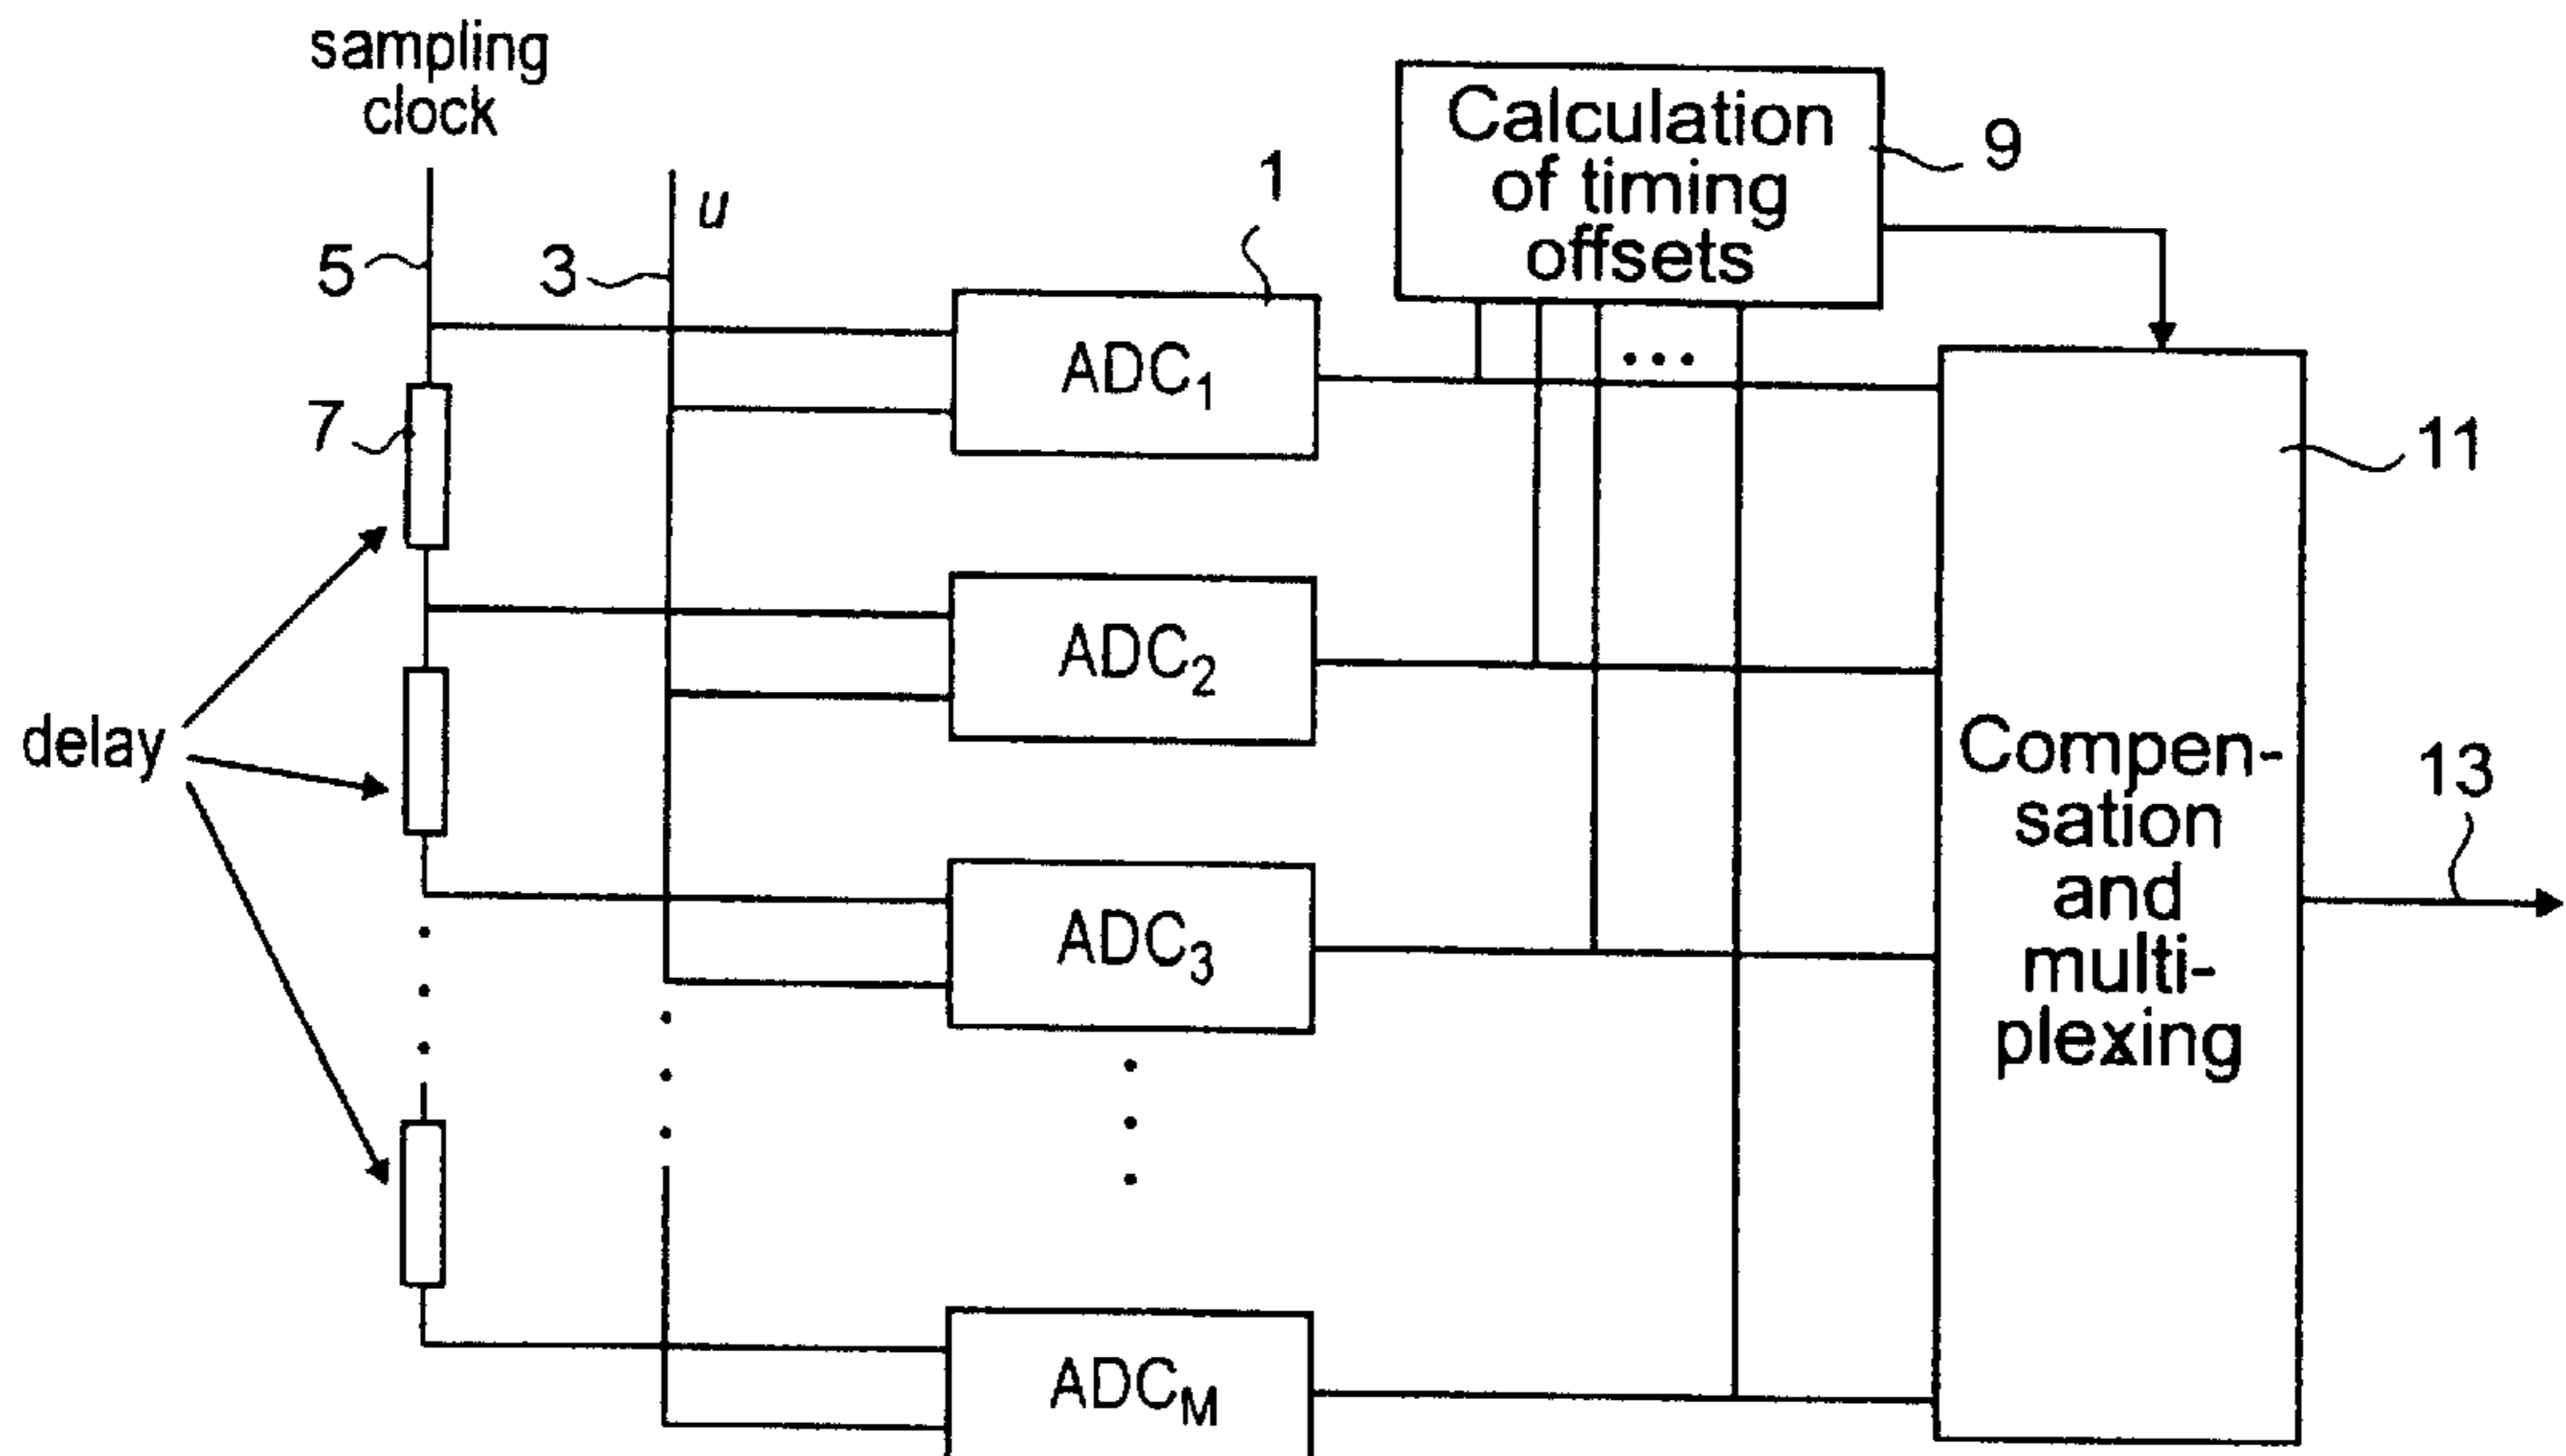 sampling
clock
5
3
u
1
Calculation
of timing
offsets
9
7
ADC1
11
delay
ADC2
Compen-
sation
and
multi-
plexing
13
ADC3
ADCM